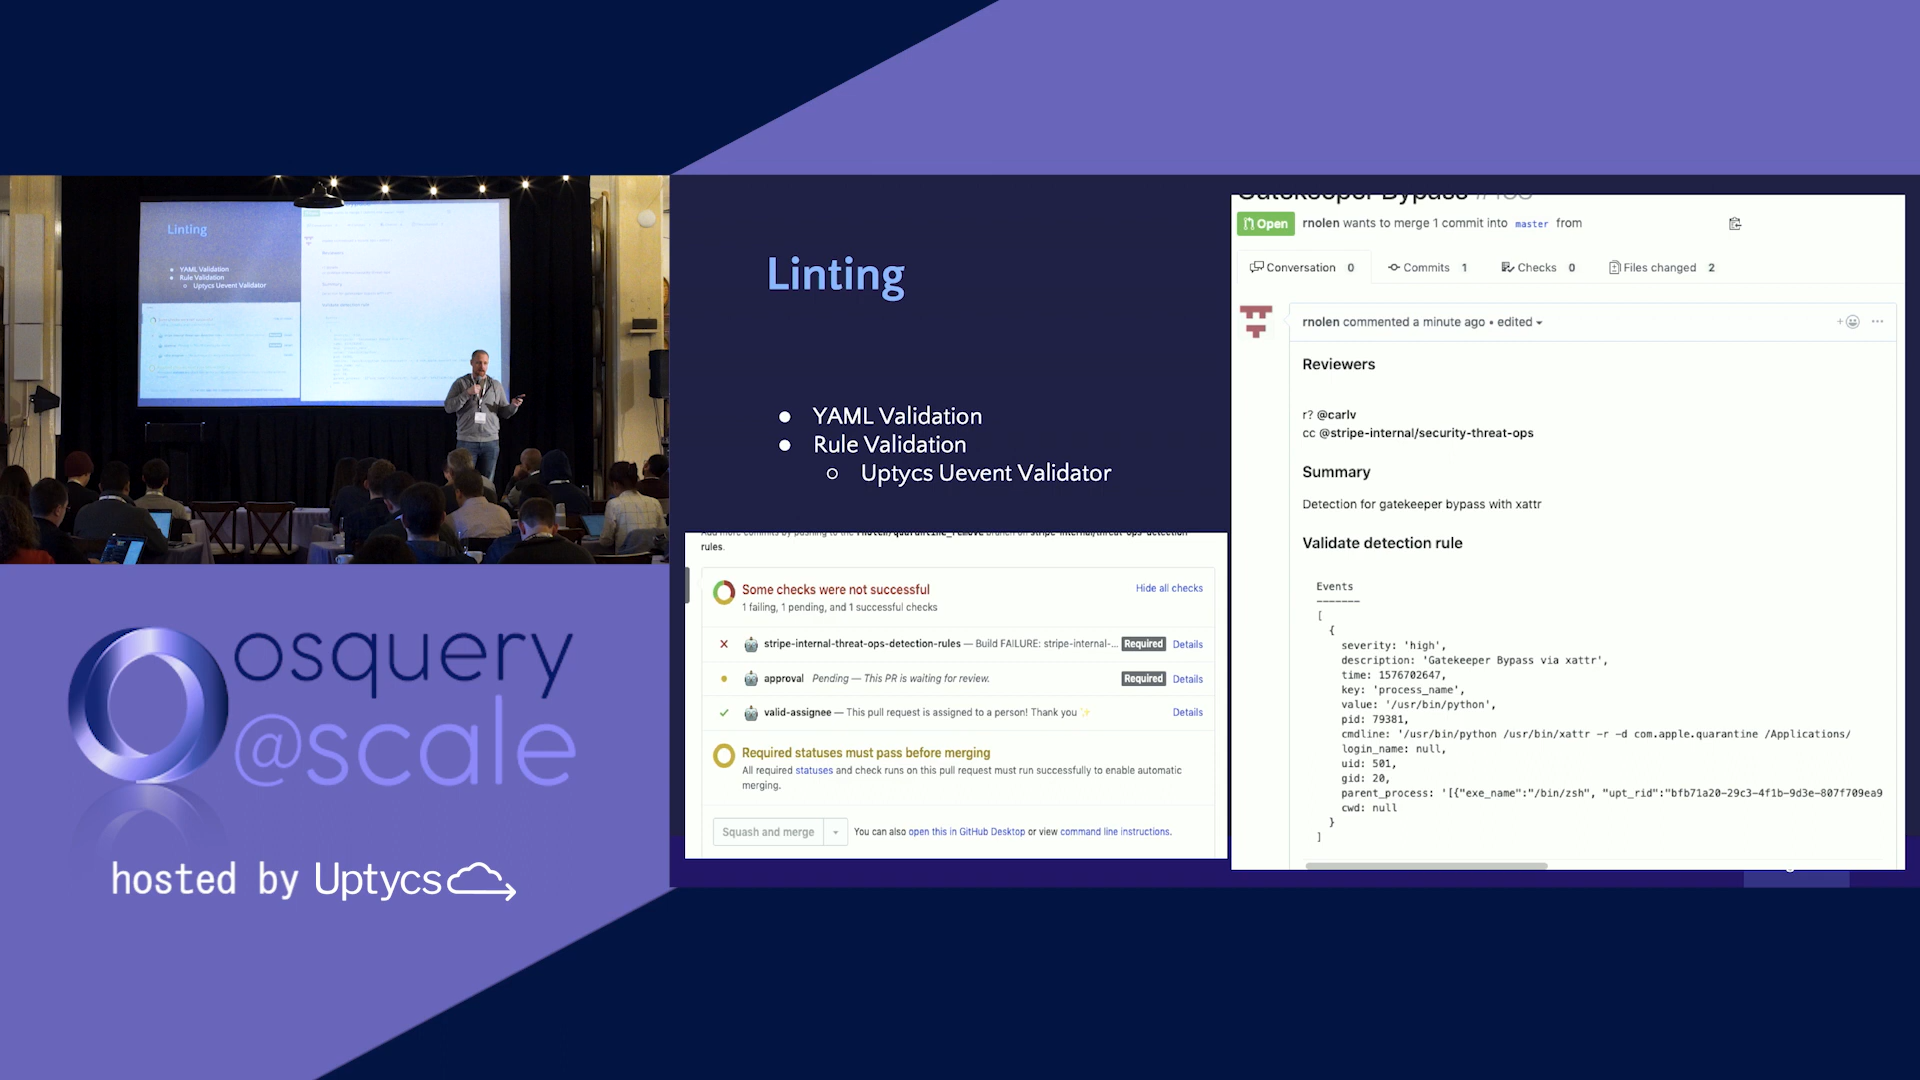 Linting
YAML Validation
Rule Validation
Uptycs Uevent Validator
osquery
@scale
hosted by Uptycs
Linting
● YAML Validation
● Rule Validation
○ Uptycs Uevent Validator
rules.
Some checks were not successful
1 failing, 1 pending, and 1 successful checks
Hide all checks
stripe-internal-threat-ops-detection-rules — Build FAILURE: stripe-internal-... Required Details
approval Pending — This PR is waiting for review. Required Details
valid-assignee — This pull request is assigned to a person! Thank you ✨ Details
Required statuses must pass before merging
All required statuses and check runs on this pull request must run successfully to enable automatic
merging.
Squash and merge
You can also open this in GitHub Desktop or view command line instructions.
Gatekeeper Bypass
Open rnolen wants to merge 1 commit into master from
Conversation 0 Commits 1 Checks 0 Files changed 2
rnolen commented a minute ago • edited
Reviewers
r? @carlv
cc @stripe-internal/security-threat-ops
Summary
Detection for gatekeeper bypass with xattr
Validate detection rule
Events
-------
[
{
severity: 'high',
description: 'Gatekeeper Bypass via xattr',
time: 1576702647,
key: 'process_name',
value: '/usr/bin/python',
pid: 79381,
cmdline: '/usr/bin/python /usr/bin/xattr -r -d com.apple.quarantine /Applications/
login_name: null,
uid: 501,
gid: 20,
parent_process: '[{"exe_name":"/bin/zsh", "upt_rid":"bfb71a20-29c3-4f1b-9d3e-807f709ea9
cwd: null
}
]